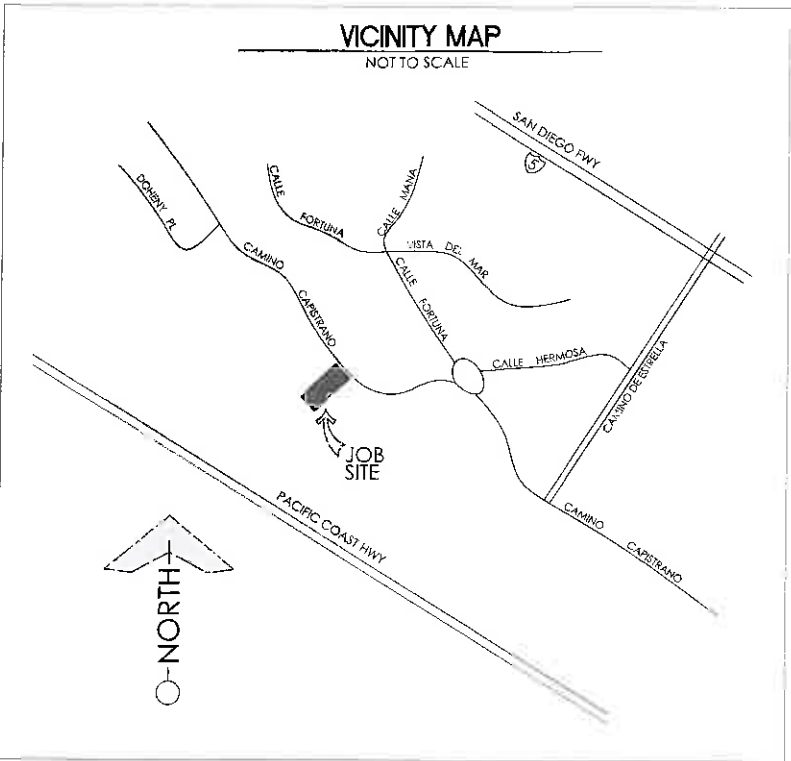 VICINITY MAP
NOT TO SCALE
SAN DIEGO FWY
5
DOHENY PL
CALLE
FORTUNA
CALLE MANA
VISTA DEL MAR
CAMINO
CAPISTRANO
CALLE FORTUNA
CALLE HERMOSA
CAMINO DE ESTRELLA
JOB
SITE
PACIFIC COAST HWY
CAMINO
CAPISTRANO
NORTH